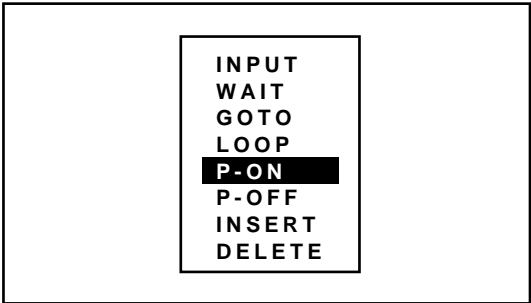 INPUT
WAIT
GOTO
LOOP
P-ON
P-OFF
INSERT
DELETE